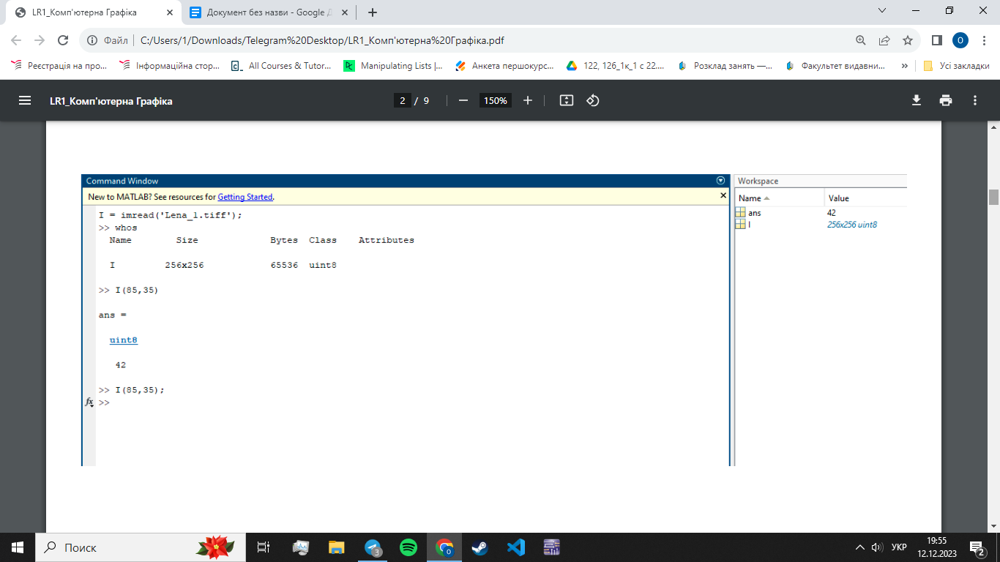 LR1_Комп'ютерна Графіка
Документ без назви - Google Д
Файл C:/Users/1/Downloads/Telegram%20Desktop/LR1_Комп'ютерна%20Графіка.pdf
O
Реєстрація на про... Інформаційна стор... All Courses & Tutor... Manipulating Lists |... Анкета першокурс... 122, 126_1к_1 с 22.... Розклад занять —... Факультет видавни... » Усі закладки
LR1_Комп'ютерна Графіка 2 / 9 150%
Command Window
New to MATLAB? See resources for Getting Started.
I = imread('Lena_1.tiff');
>> whos
Name Size Bytes Class Attributes
I 256x256 65536 uint8
>> I(85,35)
ans =
uint8
42
>> I(85,35);
fx >>
Workspace
Name Value
ans 42
I 256x256 uint8
Поиск
3
O
УКР
19:55
12.12.2023
2